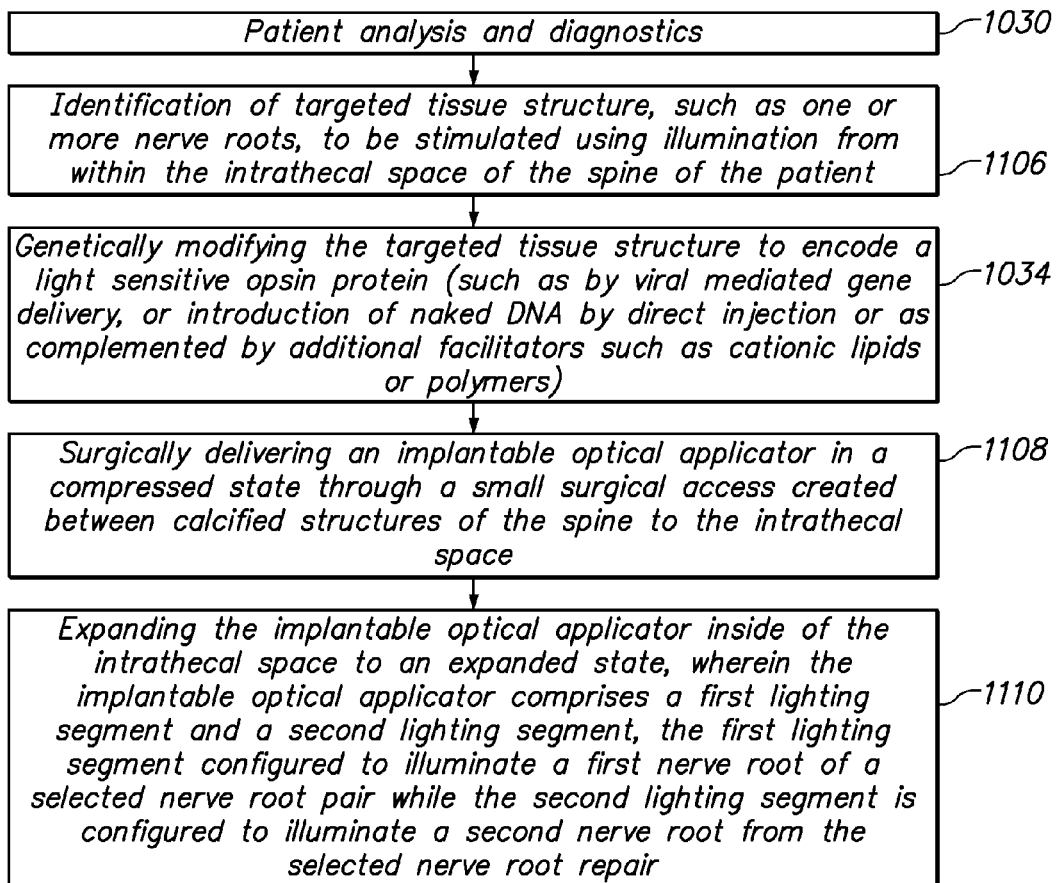 Patient analysis and diagnostics
1030
Identification of targeted tissue structure, such as one or
more nerve roots, to be stimulated using illumination from
within the intrathecal space of the spine of the patient
1106
Genetically modifying the targeted tissue structure to encode a
light sensitive opsin protein (such as by viral mediated gene
delivery, or introduction of naked DNA by direct injection or as
complemented by additional facilitators such as cationic lipids
or polymers)
1034
Surgically delivering an implantable optical applicator in a
compressed state through a small surgical access created
between calcified structures of the spine to the intrathecal
space
1108
Expanding the implantable optical applicator inside of the
intrathecal space to an expanded state, wherein the
implantable optical applicator comprises a first lighting
segment and a second lighting segment, the first lighting
segment configured to illuminate a first nerve root of a
selected nerve root pair while the second lighting segment is
configured to illuminate a second nerve root from the
selected nerve root repair
1110